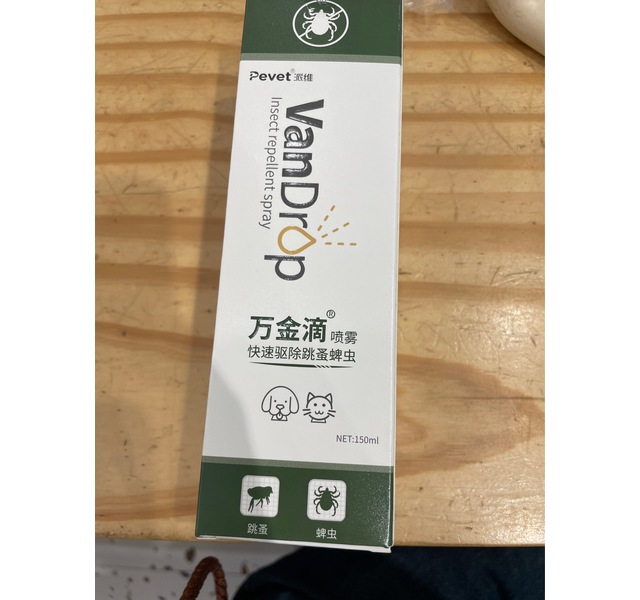 Pevet® 派维
VanDrop
Insect repellent spray
万金滴® 喷雾
快速驱除跳蚤蜱虫
NET:150ml
跳蚤
蜱虫